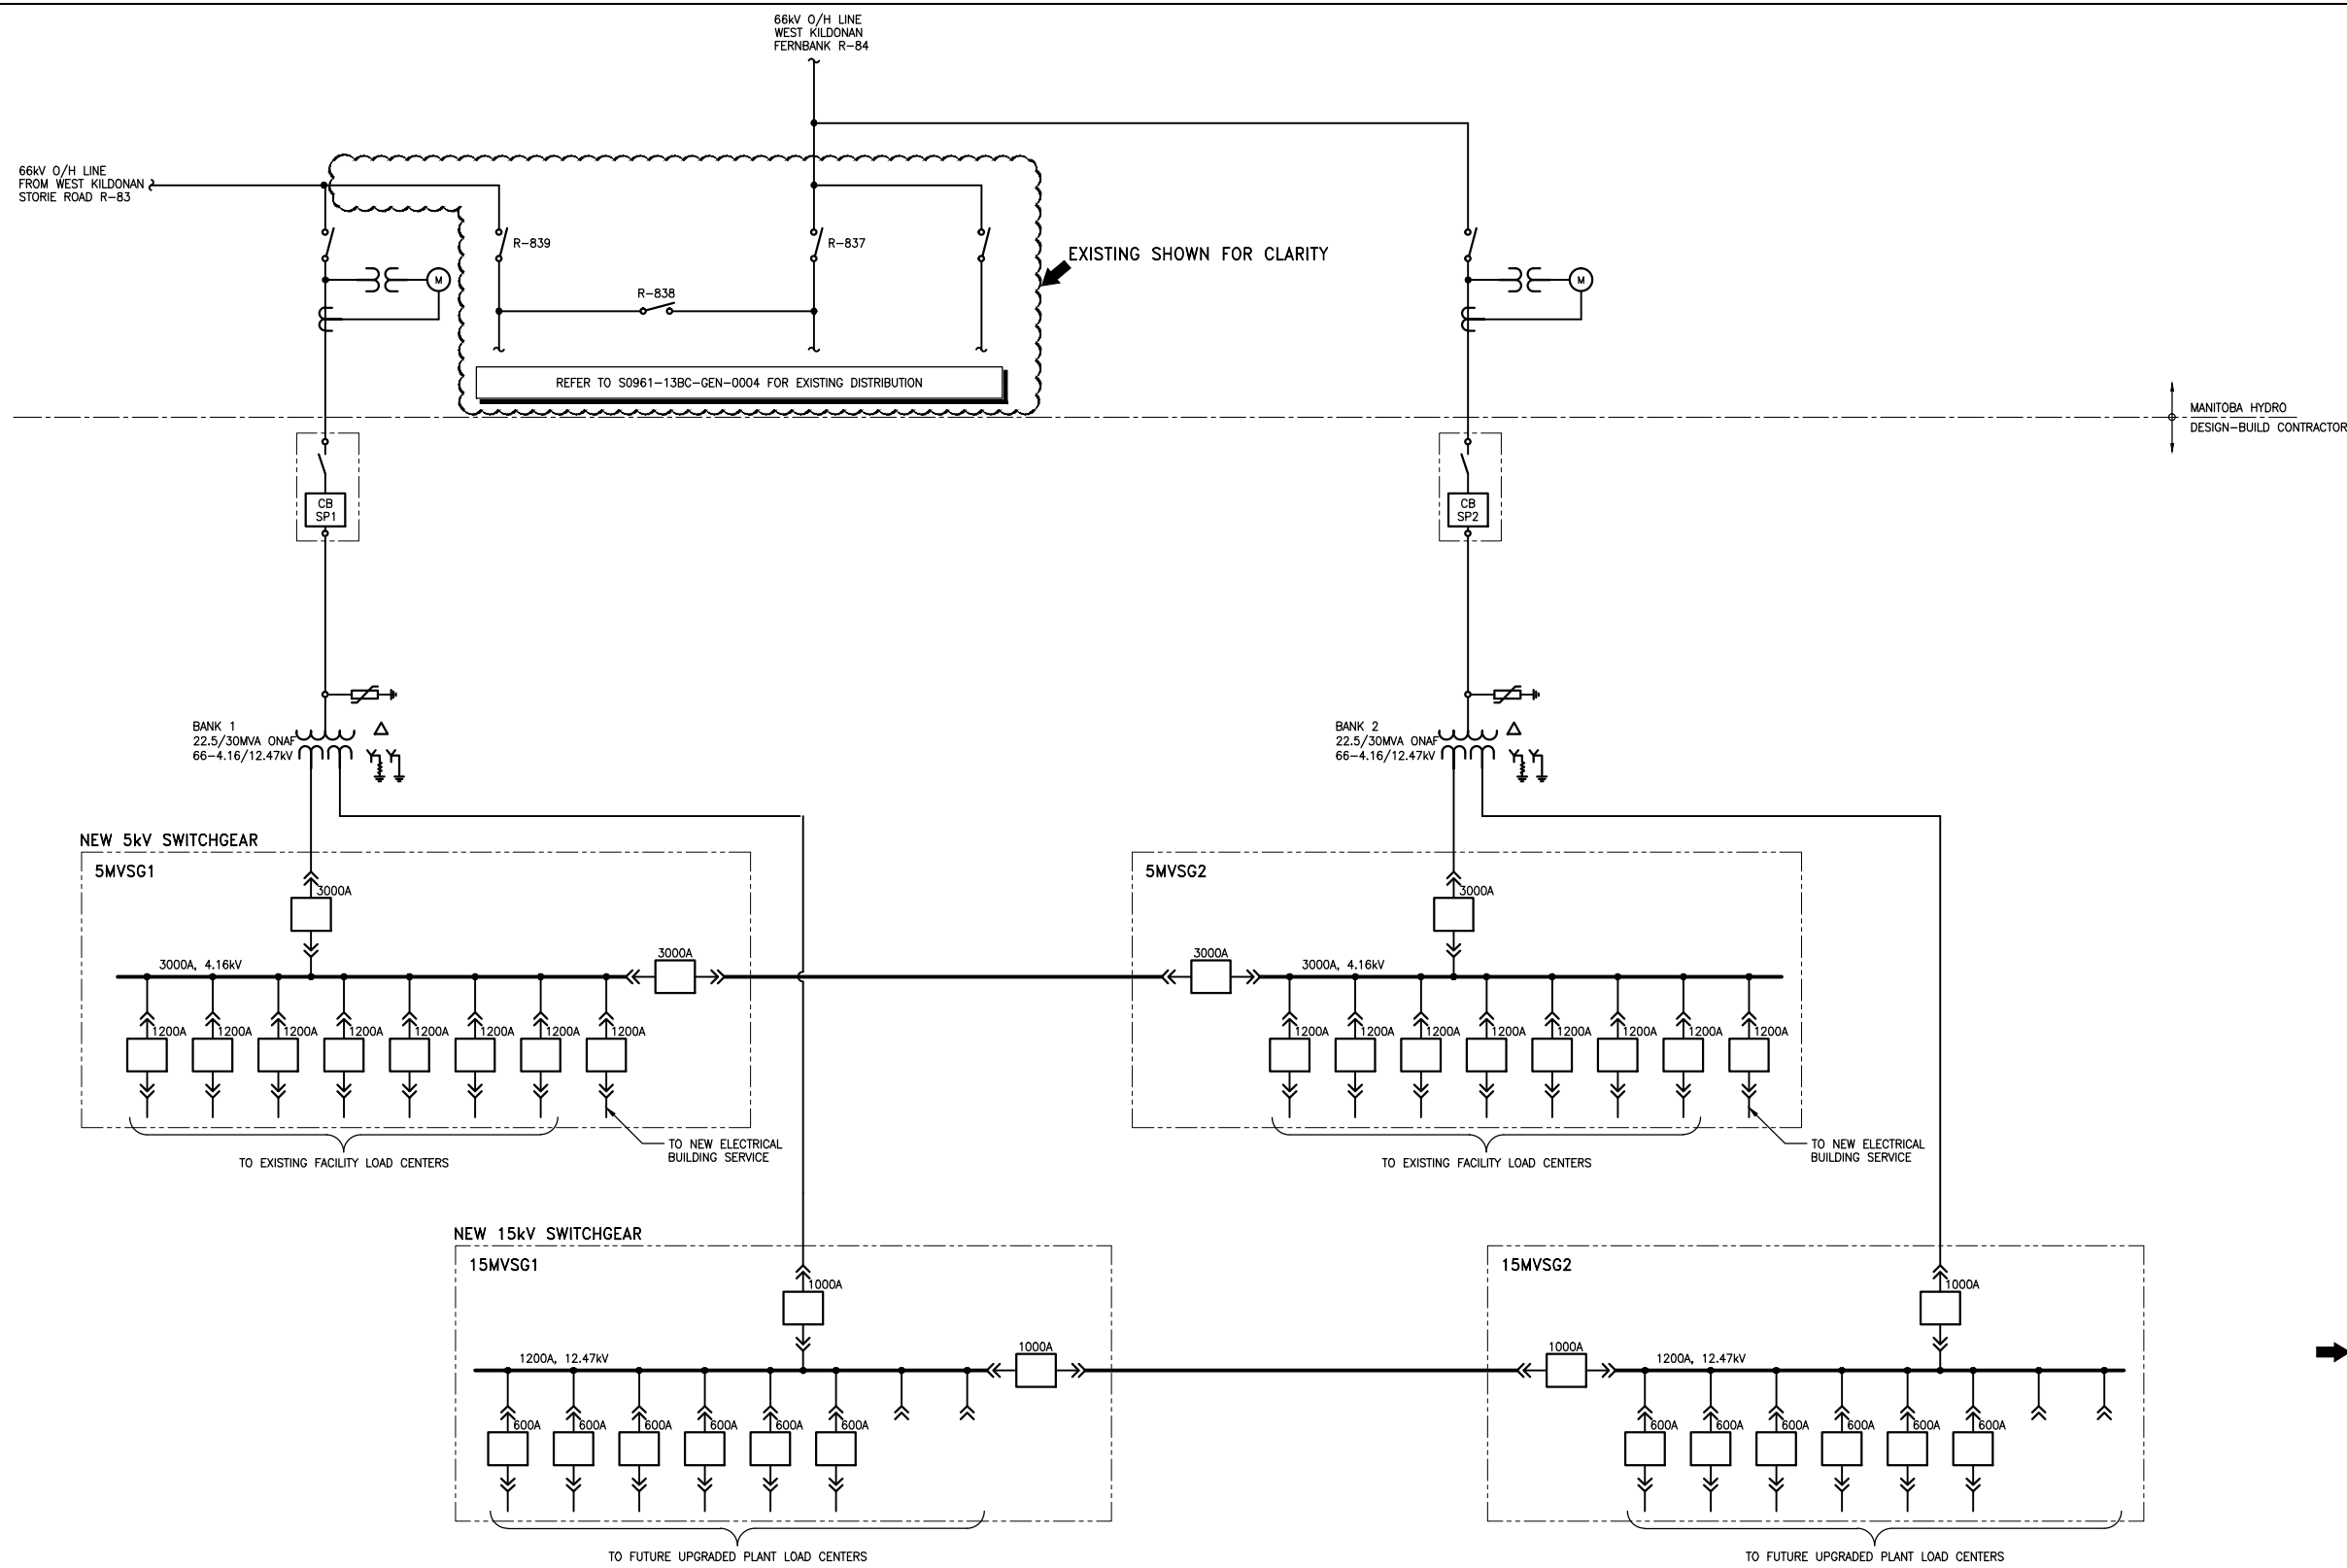 66kV O/H LINE
WEST KILDONAN
FERNBANK R-84
66kV O/H LINE
FROM WEST KILDONAN
STORIE ROAD R-83
R-839
R-837
EXISTING SHOWN FOR CLARITY
M
M
R-838
REFER TO S0961-13BC-GEN-0004 FOR EXISTING DISTRIBUTION
MANITOBA HYDRO
DESIGN-BUILD CONTRACTOR
CB
SP1
CB
SP2
BANK 1
22.5/30MVA ONAF
66-4.16/12.47kV
BANK 2
22.5/30MVA ONAF
66-4.16/12.47kV
NEW 5kV SWITCHGEAR
5MVSG1
3000A
3000A
3000A, 4.16kV
1200A
1200A
1200A
1200A
1200A
1200A
1200A
1200A
TO NEW ELECTRICAL
BUILDING SERVICE
TO EXISTING FACILITY LOAD CENTERS
5MVSG2
3000A
3000A
3000A, 4.16kV
1200A
1200A
1200A
1200A
1200A
1200A
1200A
1200A
TO NEW ELECTRICAL
BUILDING SERVICE
TO EXISTING FACILITY LOAD CENTERS
NEW 15kV SWITCHGEAR
15MVSG1
1000A
1000A
1200A, 12.47kV
600A
600A
600A
600A
600A
600A
TO FUTURE UPGRADED PLANT LOAD CENTERS
15MVSG2
1000A
1000A
1200A, 12.47kV
600A
600A
600A
600A
600A
600A
TO FUTURE UPGRADED PLANT LOAD CENTERS